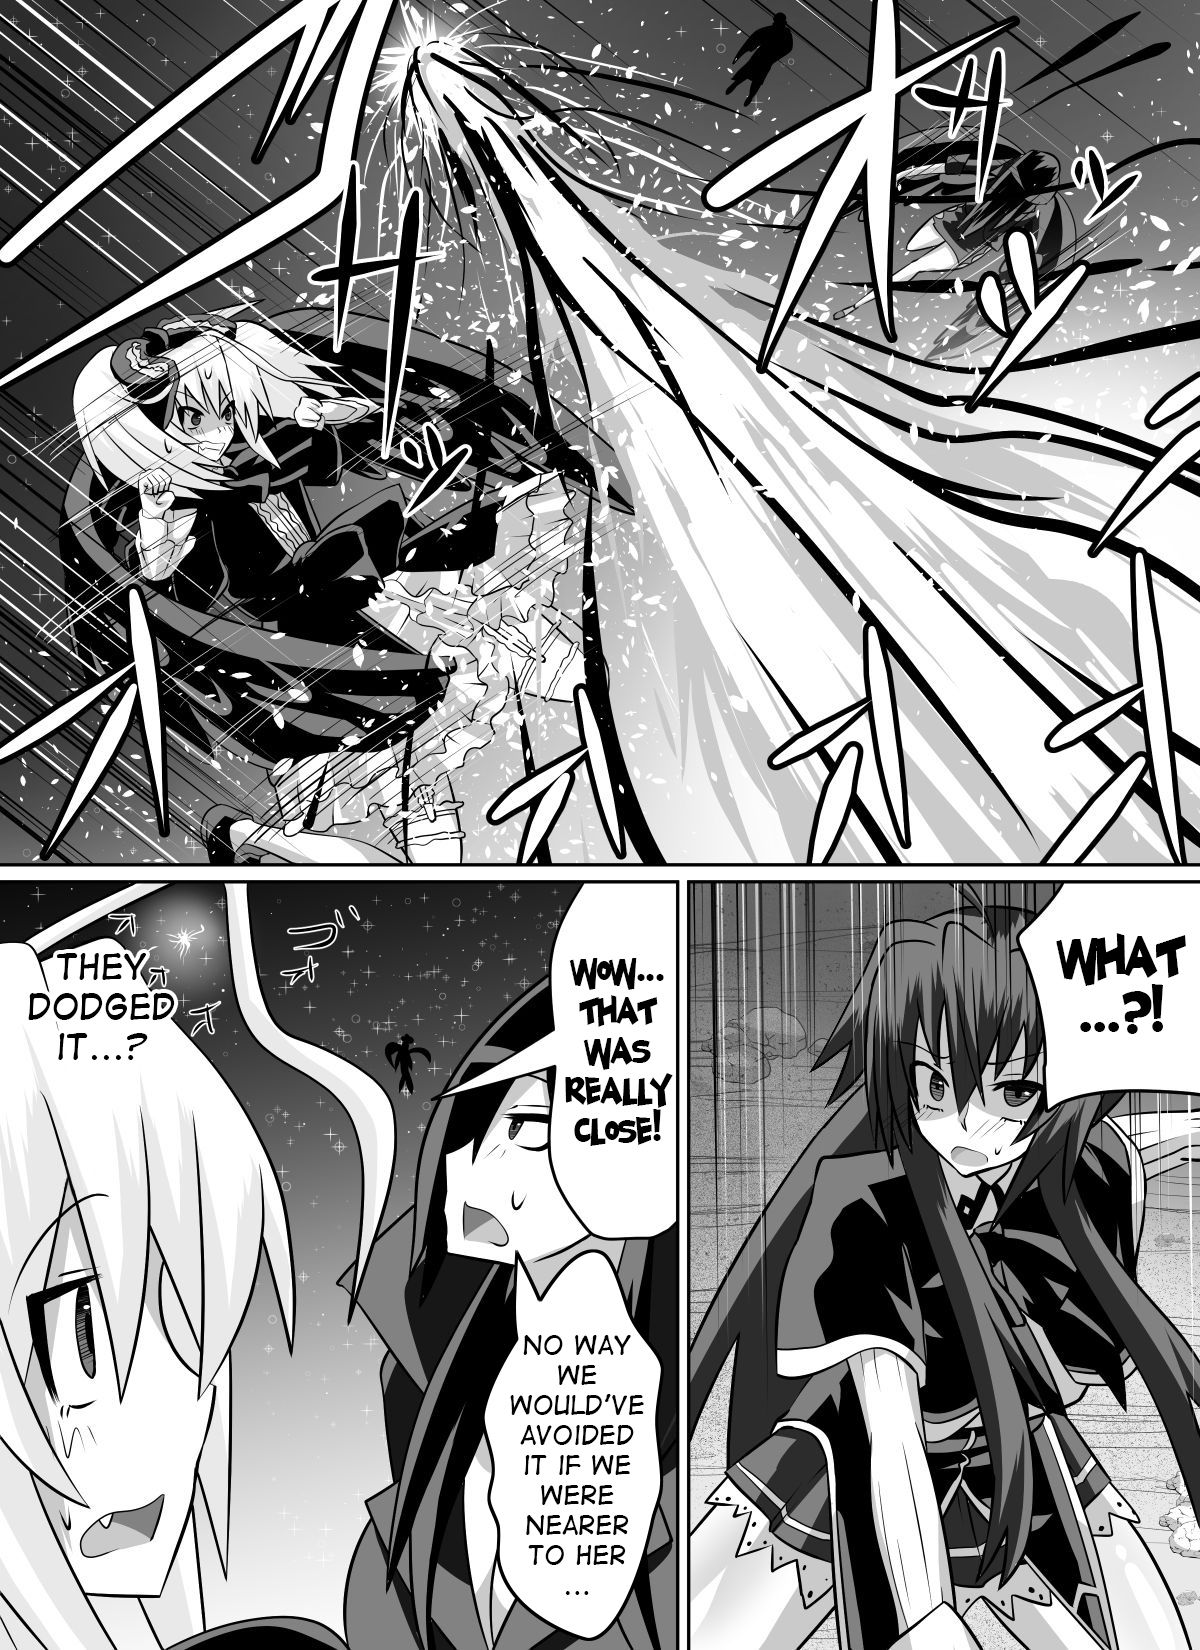 WHAT
...?!
WOW...
THAT
WAS
REALLY
CLOSE!
NO WAY
WE
WOULD'VE
AVOIDED
IT IF WE
WERE
NEARER
TO HER
...
THEY
DODGED
IT...?